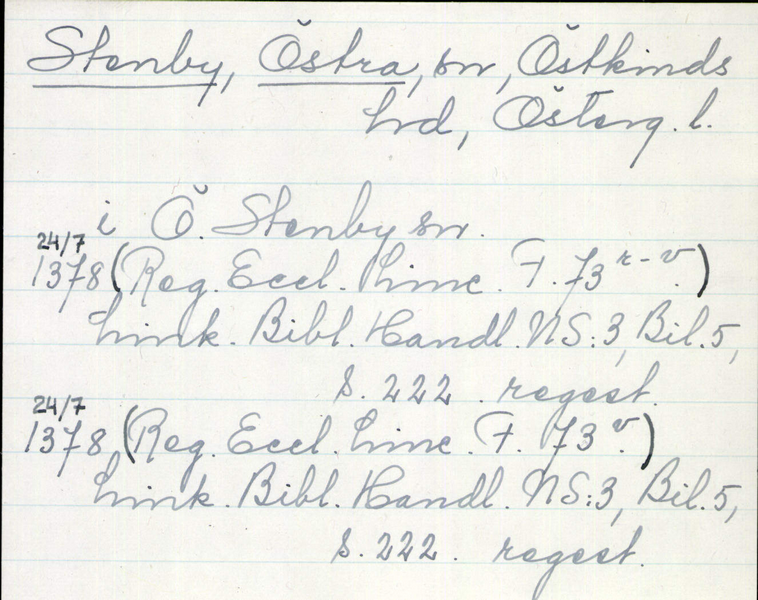 Stenby, Östra, sn, Östkinds
hrd, Österg. l.
i Ö. Stenby sn.
24/7
1378 (Reg. Eccl. Linc. F. 73 r-v.)
Link. Bibl. Handl. NS:3, Bil. 5,
s. 222. regest.
24/7
1378 (Reg. Eccl. Linc. F. 73 v.)
Link. Bibl. Handl. NS:3, Bil. 5,
s. 222. regest.